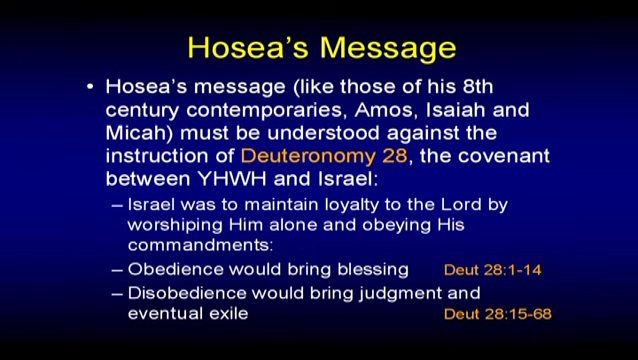 Hosea's Message
• Hosea's message (like those of his 8th
century contemporaries, Amos, Isaiah and
Micah) must be understood against the
instruction of Deuteronomy 28, the covenant
between YHWH and Israel:
– Israel was to maintain loyalty to the Lord by
worshiping Him alone and obeying His
commandments:
– Obedience would bring blessing Deut 28:1-14
– Disobedience would bring judgment and
eventual exile Deut 28:15-68